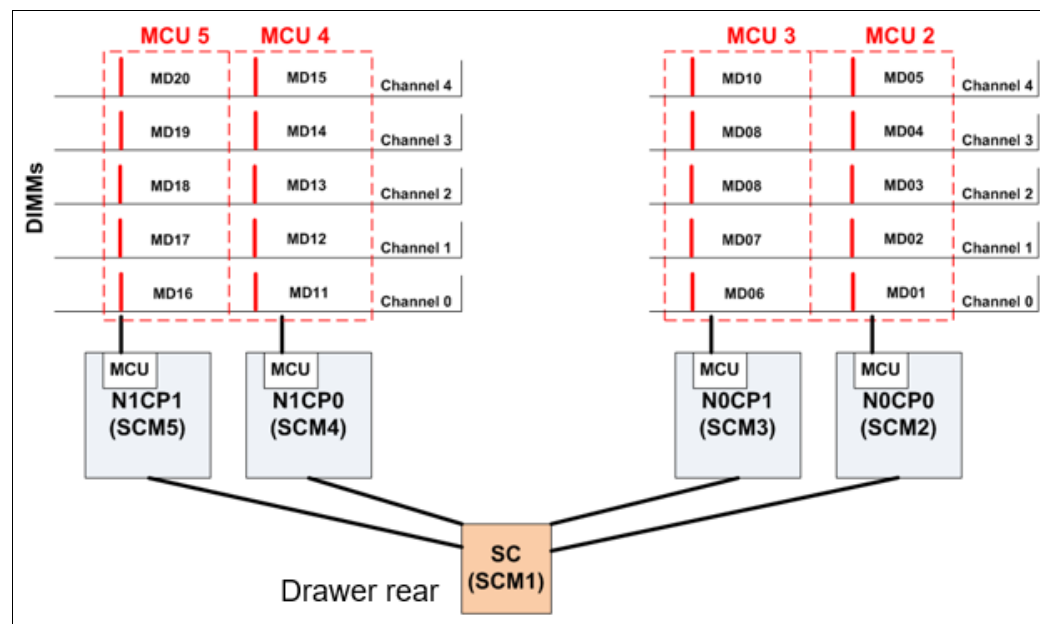 MCU 5 MCU 4 MCU 3 MCU 2
MD20 MD15 Channel 4 MD10 MD05 Channel 4
MD19 MD14 Channel 3 MD08 MD04 Channel 3
DIMMs
MD18 MD13 Channel 2 MD08 MD03 Channel 2
MD17 MD12 Channel 1 MD07 MD02 Channel 1
MD16 MD11 Channel 0 MD06 MD01 Channel 0
MCU MCU MCU MCU
N1CP1 N1CP0 N0CP1 N0CP0
(SCM5) (SCM4) (SCM3) (SCM2)
SC
(SCM1)
Drawer rear